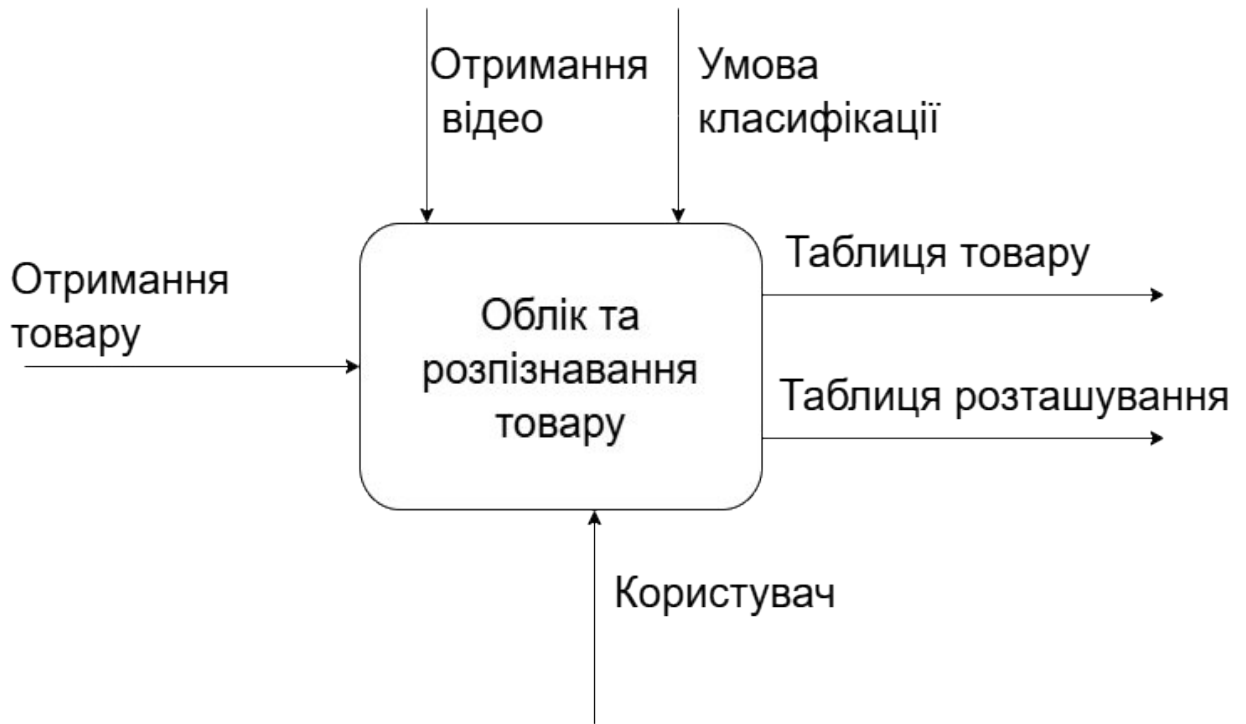 Отримання
відео
Умова
класифікації
Отримання
товару
Облік та
розпізнавання
товару
Таблиця товару
Таблиця розташування
Користувач